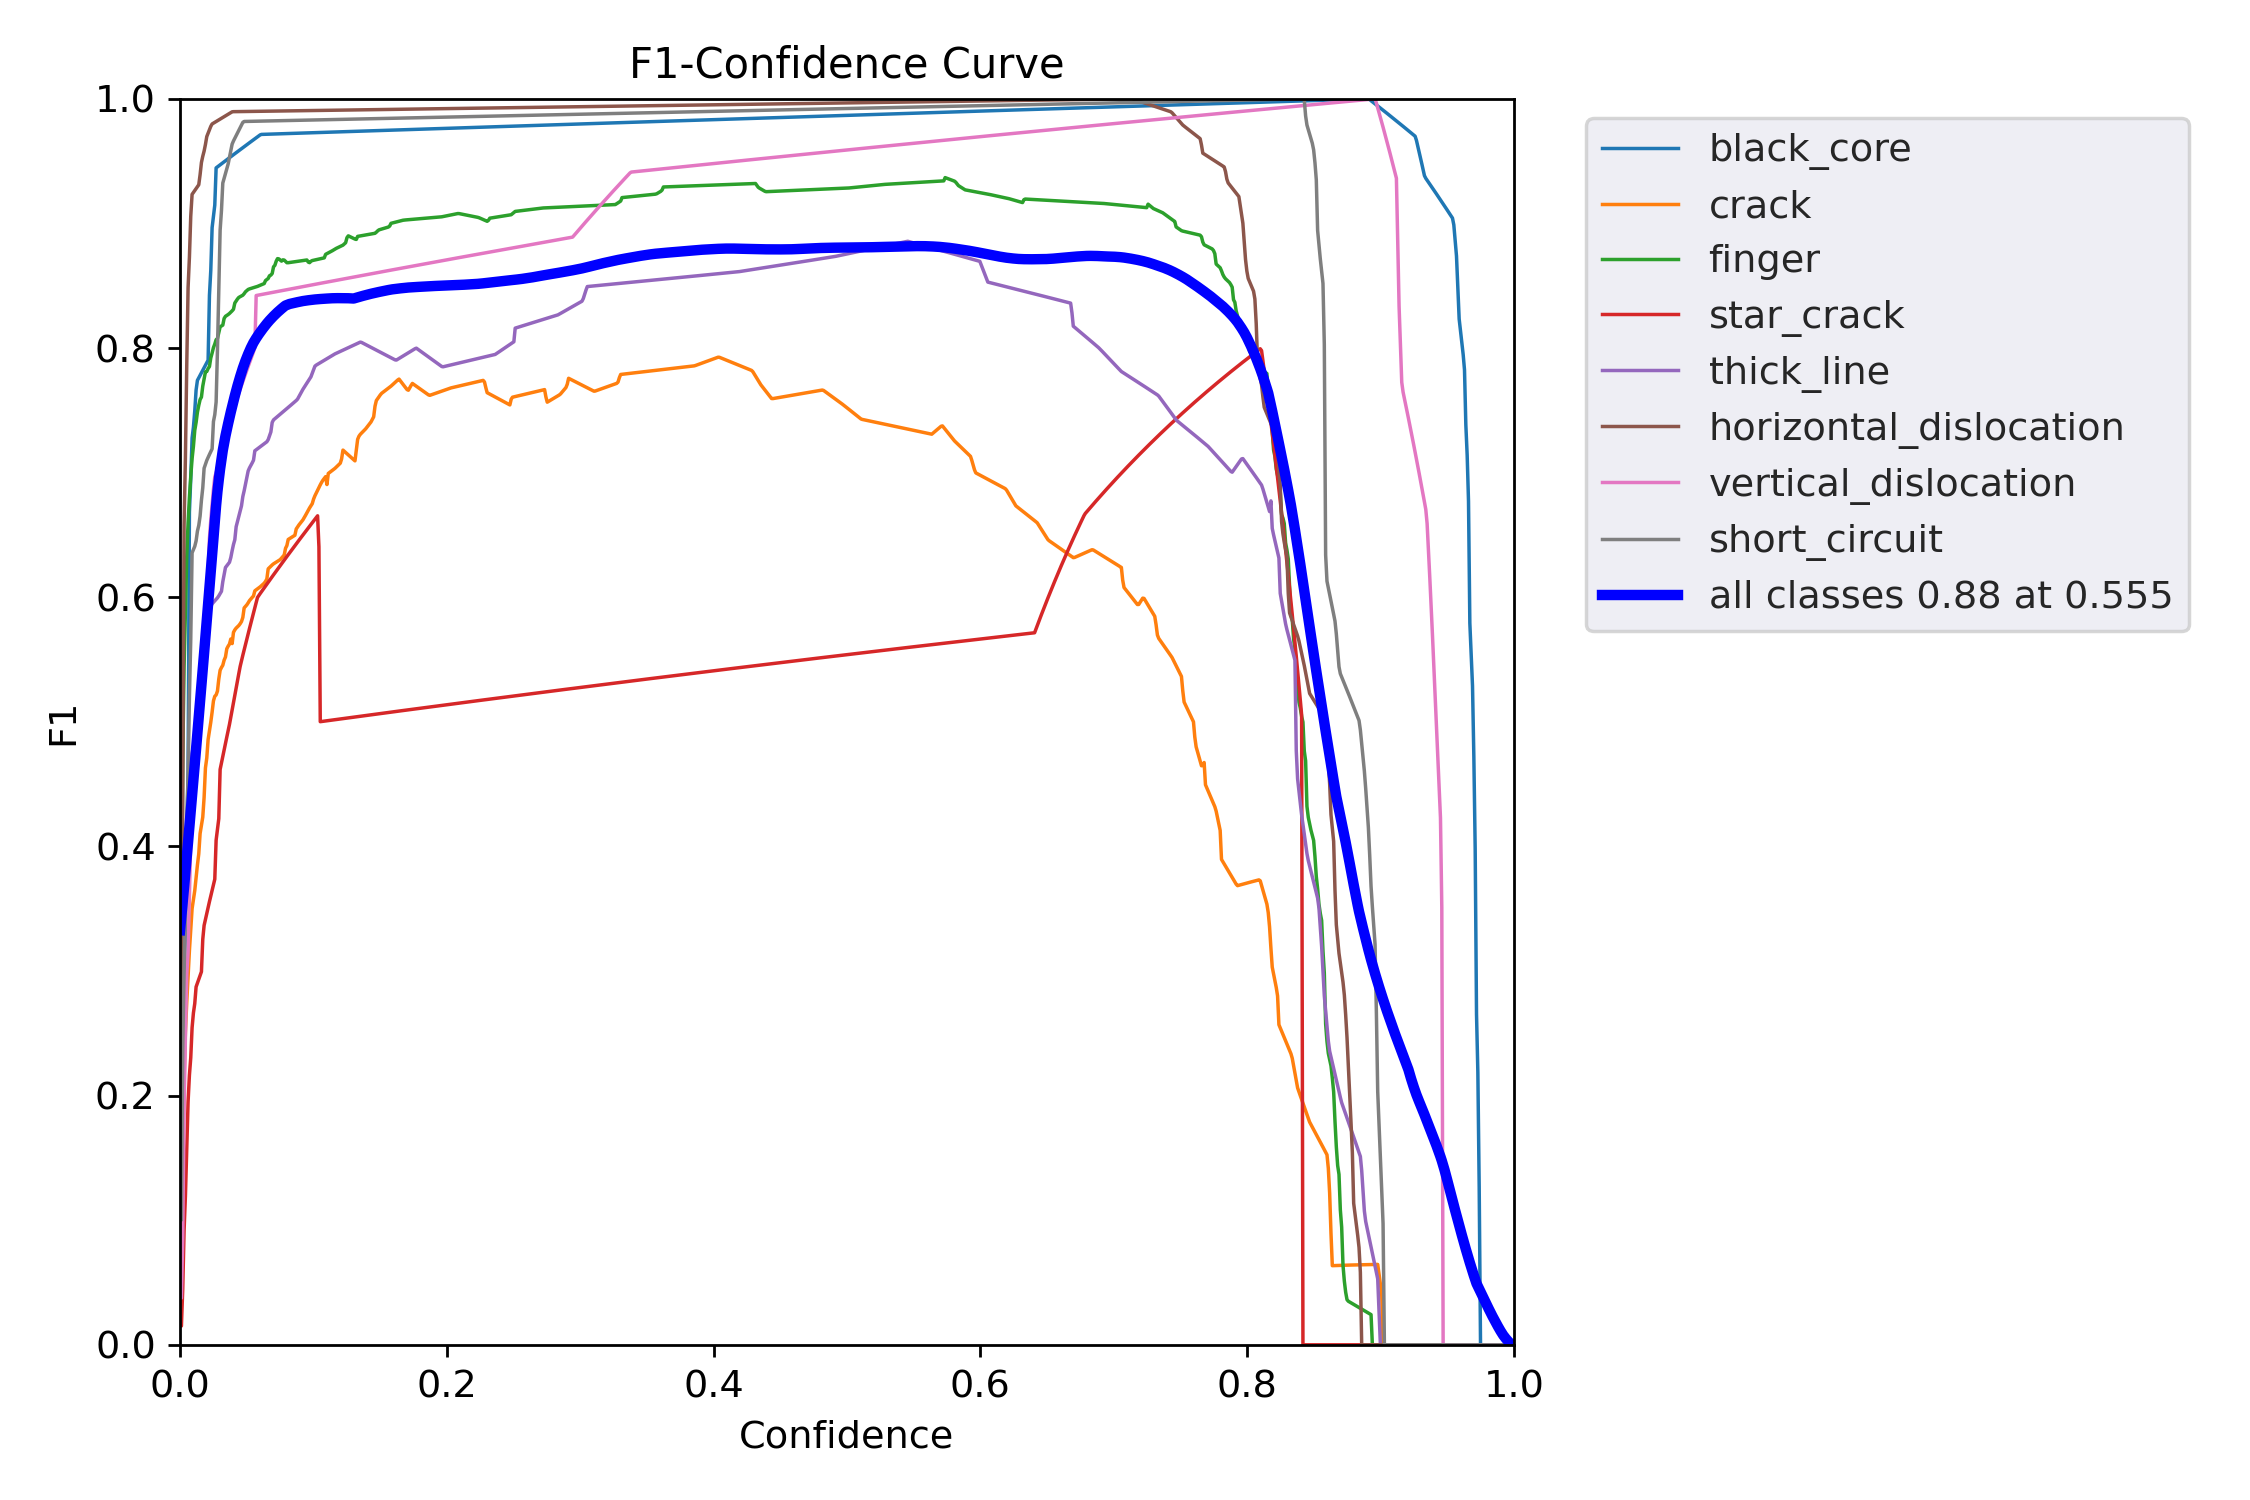 F1-Confidence Curve
1.0
0.8
0.6
0.4
0.2
0.0
F1
0.0 0.2 0.4 0.6 0.8 1.0
Confidence
black_core
crack
finger
star_crack
thick_line
horizontal_dislocation
vertical_dislocation
short_circuit
all classes 0.88 at 0.555